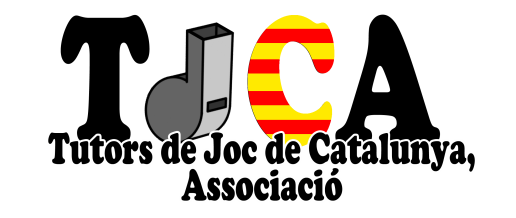 TJCA
Tutors de Joc de Catalunya,
Associació